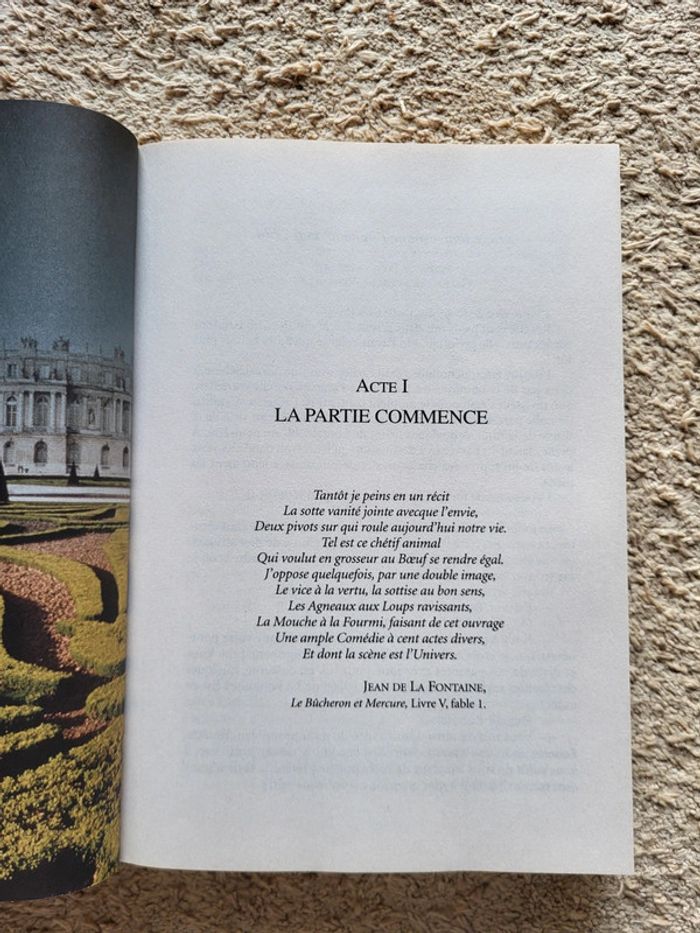 ACTE I
LA PARTIE COMMENCE
Tantôt je peins en un récit
La sotte vanité jointe avecque l'envie,
Deux pivots sur qui roule aujourd'hui notre vie.
Tel est ce chétif animal
Qui voulut en grosseur au Bœuf se rendre égal.
J'oppose quelquefois, par une double image,
Le vice à la vertu, la sottise au bon sens,
Les Agneaux aux Loups ravissants,
La Mouche à la Fourmi, faisant de cet ouvrage
Une ample Comédie à cent actes divers,
Et dont la scène est l'Univers.
JEAN DE LA FONTAINE,
Le Bûcheron et Mercure, Livre V, fable 1.